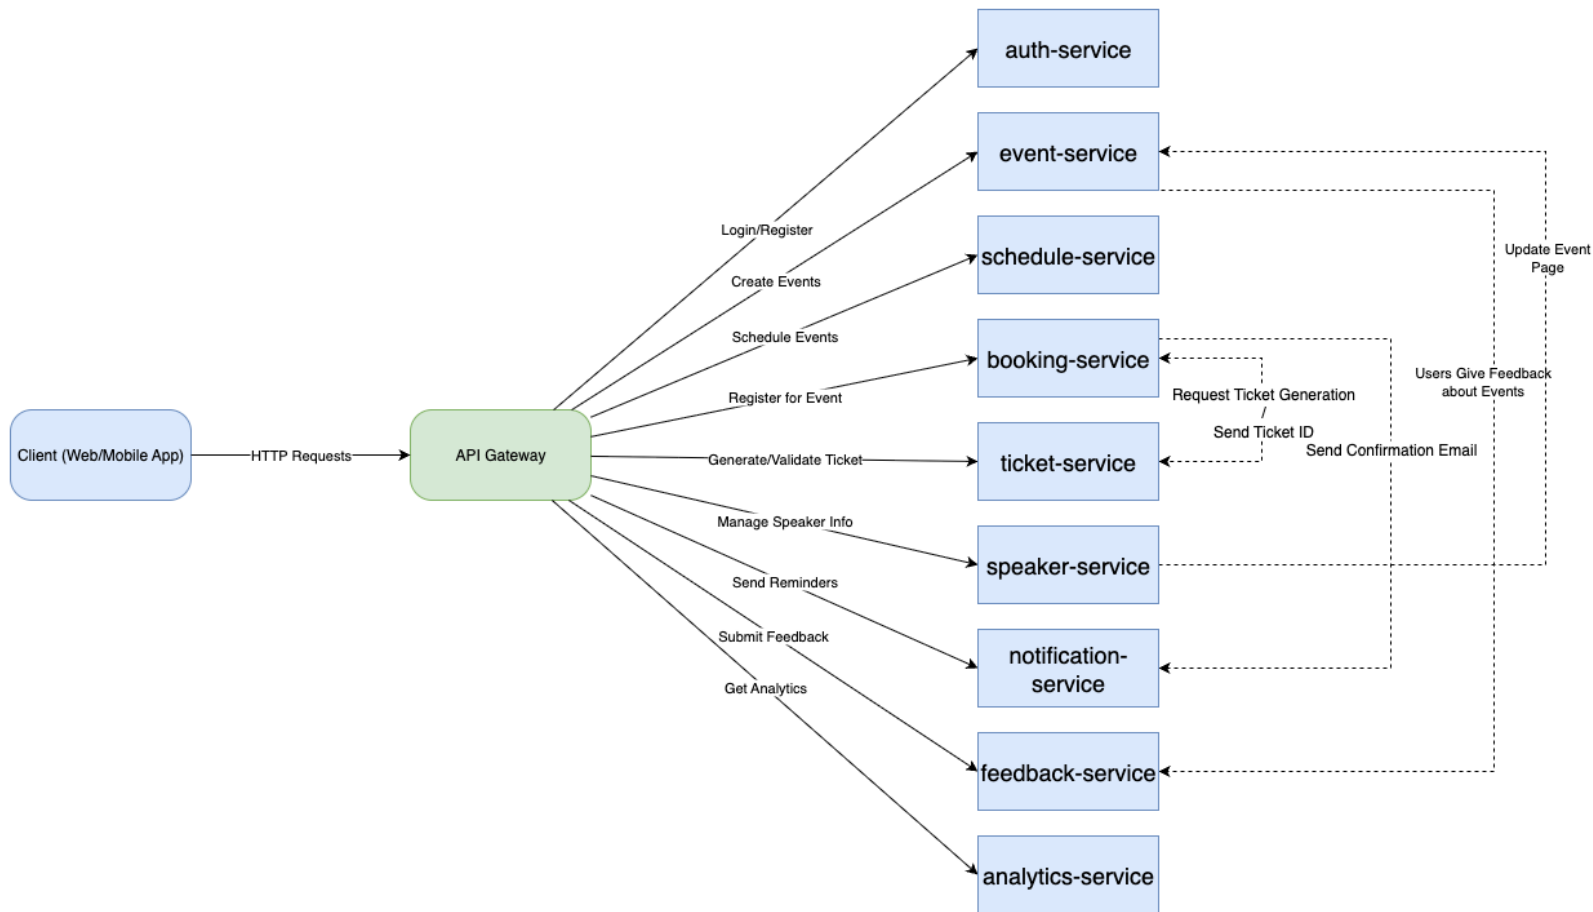 auth-service
event-service
Login/Register
Update Event
Page
schedule-service
Create Events
Schedule Events
booking-service
Users Give Feedback
about Events
Request Ticket Generation
/
Send Ticket ID
Register for Event
Send Confirmation Email
Client (Web/Mobile App)
HTTP Requests
API Gateway
Generate/Validate Ticket
ticket-service
Manage Speaker Info
speaker-service
Send Reminders
Submit Feedback
notification-
service
Get Analytics
feedback-service
analytics-service